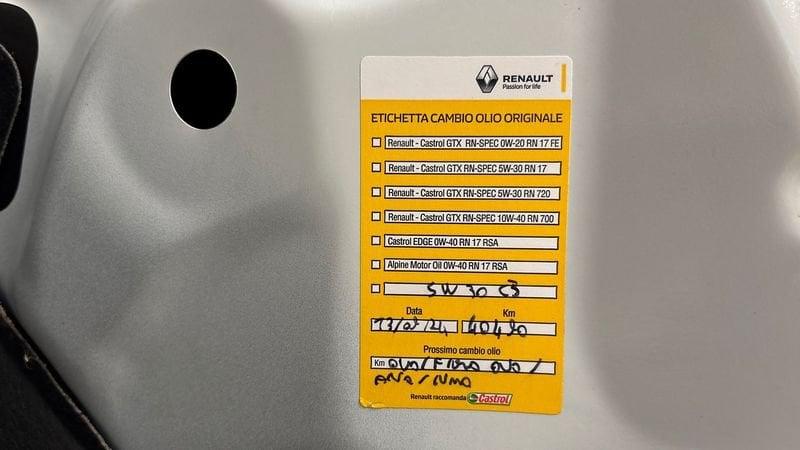 RENAULT
Passion for life
ETICHETTA CAMBIO OLIO ORIGINALE
Renault - Castrol GTX RN-SPEC 0W-20 RN 17 FE
Renault - Castrol GTX RN-SPEC 5W-30 RN 17
Renault - Castrol GTX RN-SPEC 5W-30 RN 720
Renault - Castrol GTX RN-SPEC 10W-40 RN 700
Castrol EDGE 0W-40 RN 17 RSA
Alpine Motor Oil 0W-40 RN 17 RSA
5W 30 C3
Data Km
40490
Prossimo cambio olio
Km
Renault raccomanda Castrol